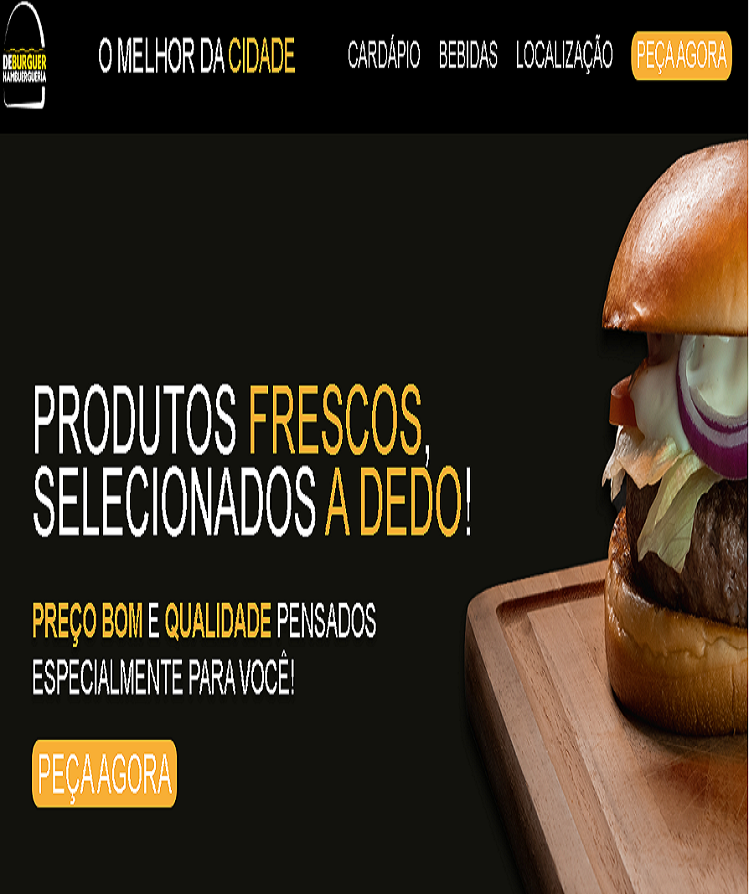 DEBURGUER
HAMBUERGUERIA
O MELHOR DA CIDADE
CARDÁPIO
BEBIDAS
LOCALIZAÇÃO
PEÇA AGORA
PRODUTOS FRESCOS,
SELECIONADOS A DEDO!
PREÇO BOM E QUALIDADE PENSADOS
ESPECIALMENTE PARA VOCÊ!
PEÇA AGORA